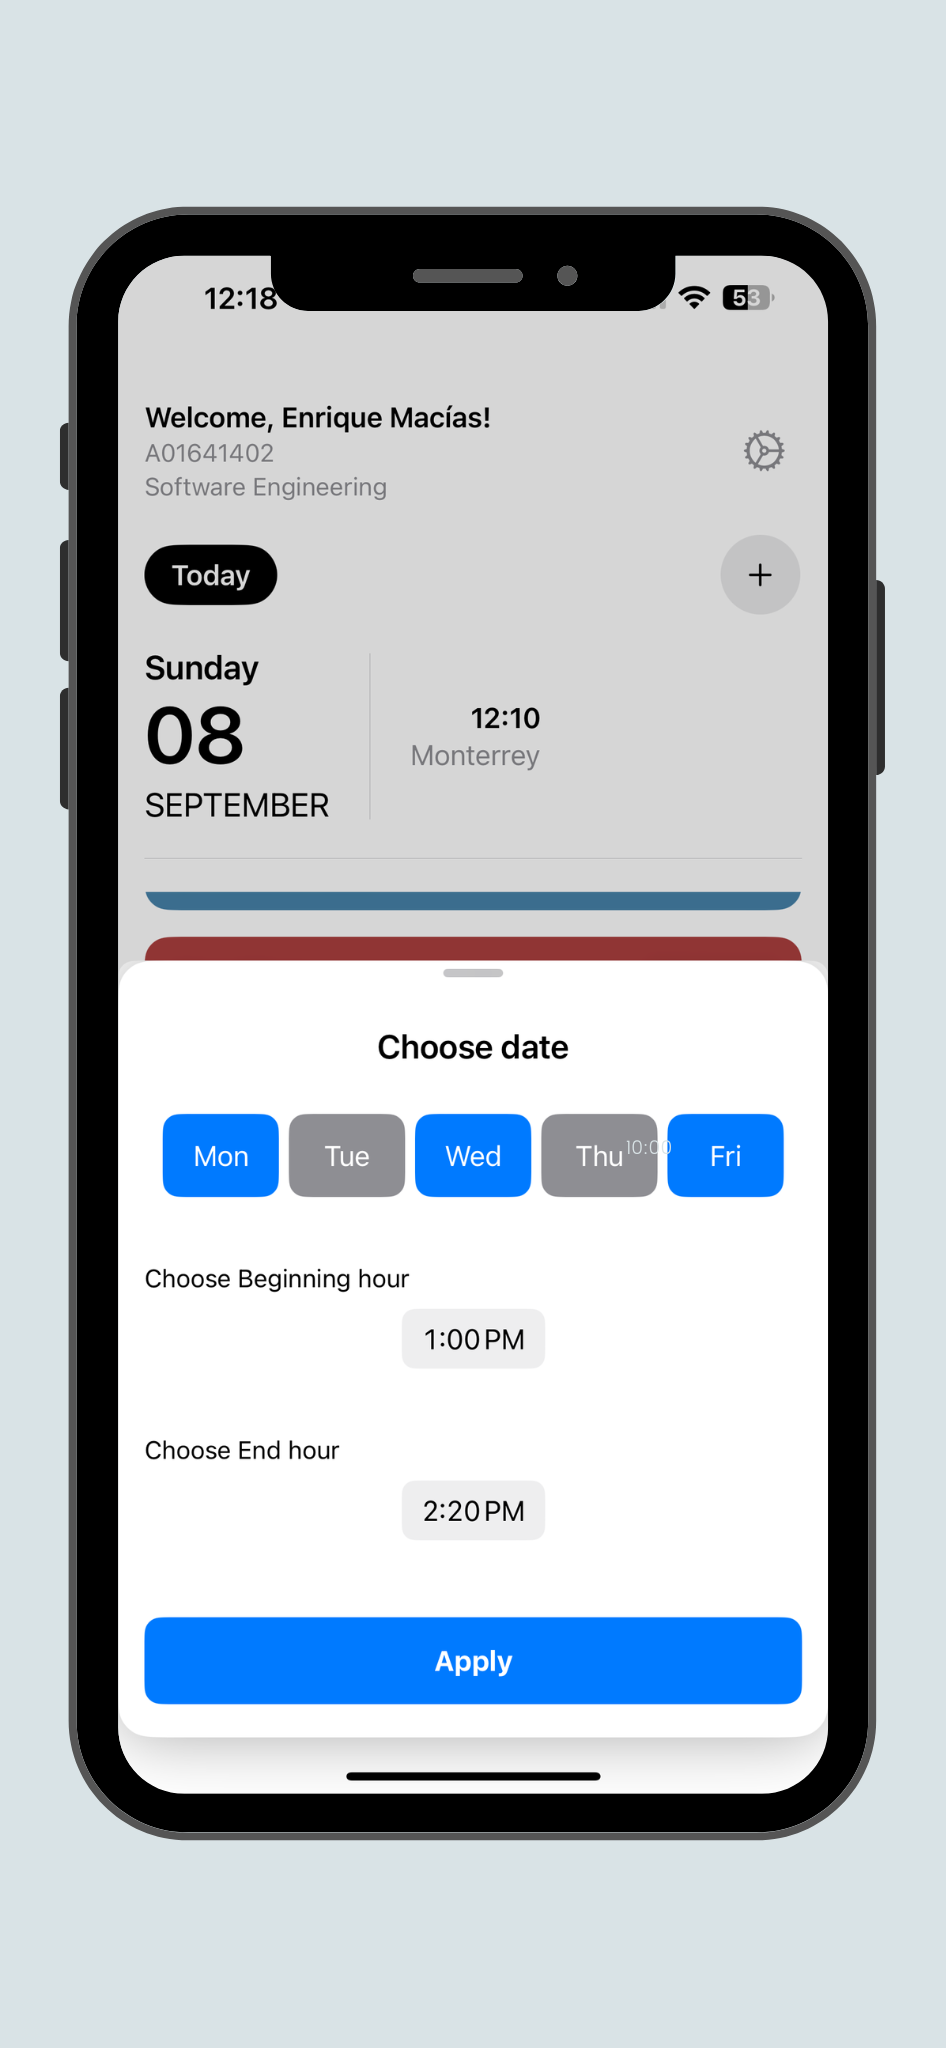 12:18
53
Welcome, Enrique Macías!
A01641402
Software Engineering
Today
+
Sunday
08
SEPTEMBER
12:10
Monterrey
Choose date
Mon Tue Wed Thu 10:00 Fri
Choose Beginning hour
1:00 PM
Choose End hour
2:20 PM
Apply